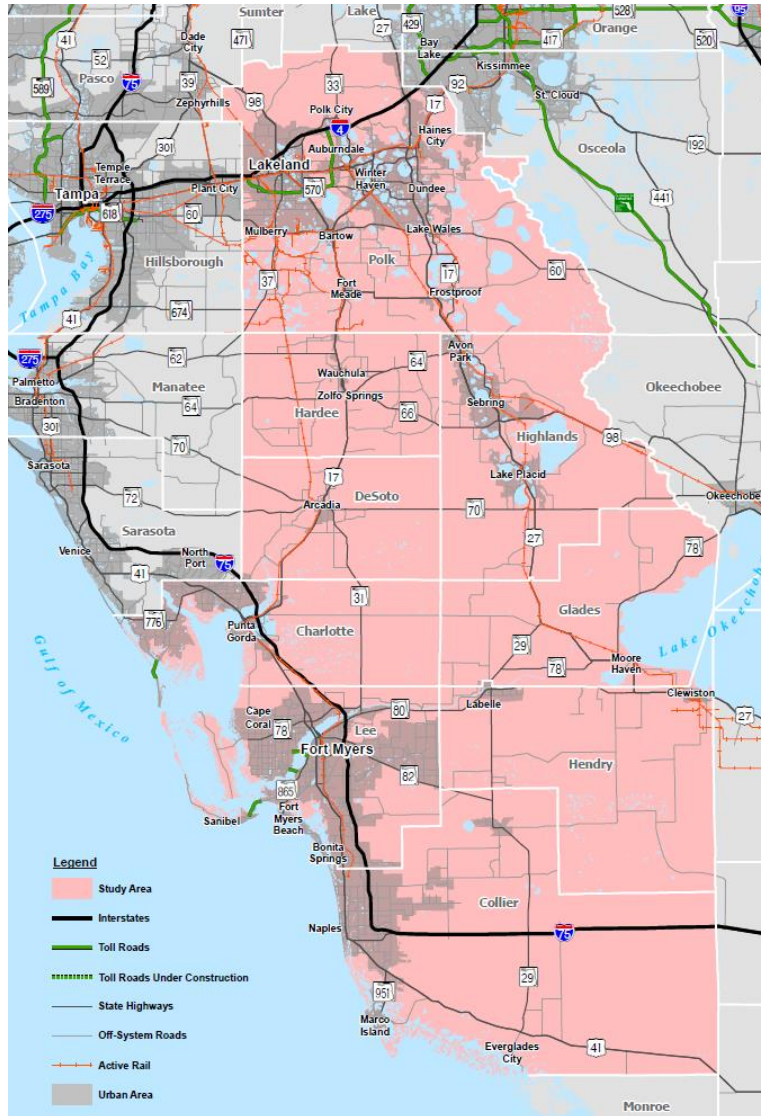 Sumter
Lake
27
429
528
95
41
Dade
City
471
Bay
Lake
417
Orange
520
52
Kissimmee
Pasco
75
33
92
589
39
98
Polk City
17
St. Cloud
Zephyrhills
4
Haines
City
301
Auburndale
192
Temple
Terrace
Lakeland
Osceola
Winter
Haven
Plant City
570
Dundee
441
Tampa
275
618
60
Mulberry
Bartow
Lake Wales
Hillsborough
Polk
Tampa Bay
37
17
60
Fort
Meade
Frostproof
674
41
275
62
Avon
Park
Palmetto
Wauchula
64
Manatee
Okeechobee
Bradenton
64
Zolfo Springs
Sebring
301
Hardee
66
Highlands
98
70
Sarasota
Lake Placid
17
72
DeSoto
Okeechobe
Arcadia
70
Sarasota
27
78
Venice
North
Port
75
41
31
776
Glades
Punta
Gorda
Charlotte
Lake Okeechob
29
Gulf of Mexico
78
Moore
Haven
Labelle
Clewiston
Cape
Coral
80
27
78
Lee
Fort Myers
Hendry
82
865
Fort
Myers
Beach
Sanibel
Bonita
Springs
Legend
Study Area
Collier
Interstates
Naples
75
Toll Roads
Toll Roads Under Construction
29
951
State Highways
Marco
Island
Off-System Roads
Everglades
City
41
Active Rail
Urban Area
Monroe